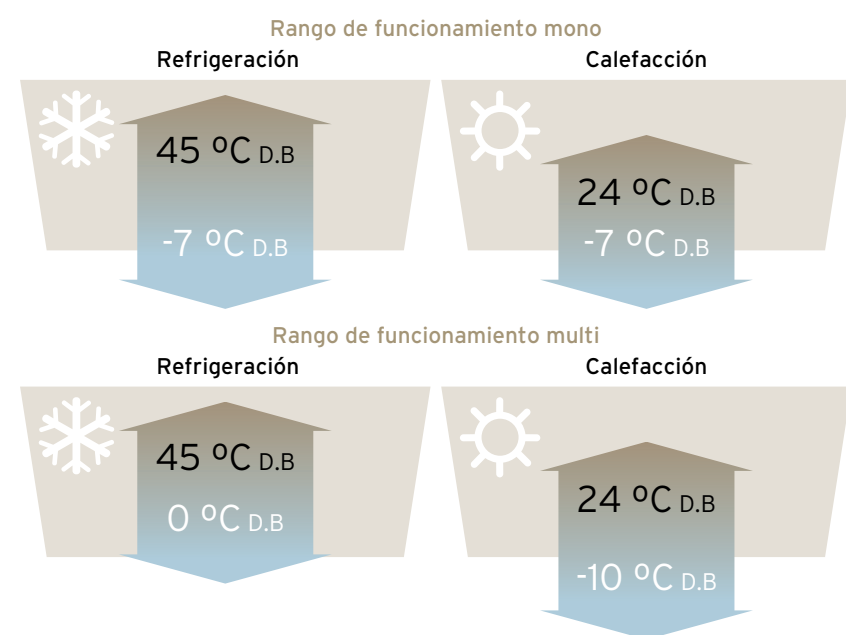 Rango de funcionamiento mono
Refrigeración Calefacción
45 ºC D.B
-7 ºC D.B
24 ºC D.B
-7 ºC D.B
Rango de funcionamiento multi
Refrigeración Calefacción
45 ºC D.B
0 ºC D.B
24 ºC D.B
-10 ºC D.B